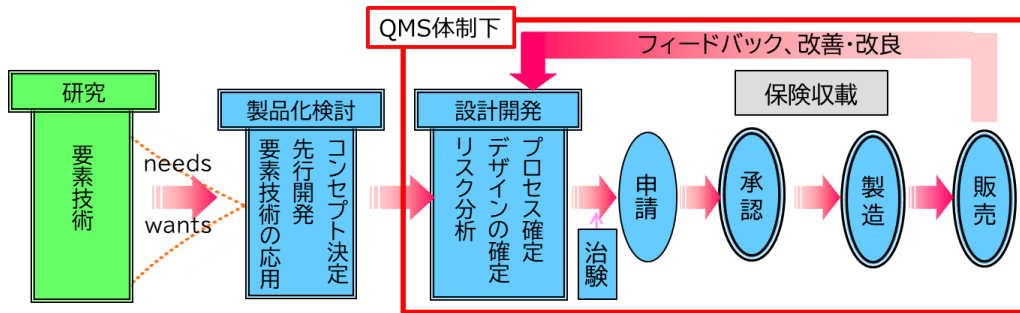 QMS体制下
フィードバック、改善・改良
研究
要素技術
needs
wants
製品化検討
コンセプト決定
先行開発
要素技術の応用
設計開発
プロセス確定
デザインの確定
リスク分析
治験
申請
保険収載
承認
製造
販売